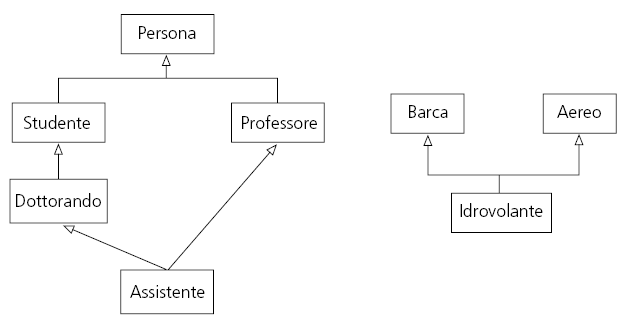 Persona
Studente
Professore
Dottorando
Assistente
Barca
Aereo
Idrovolante